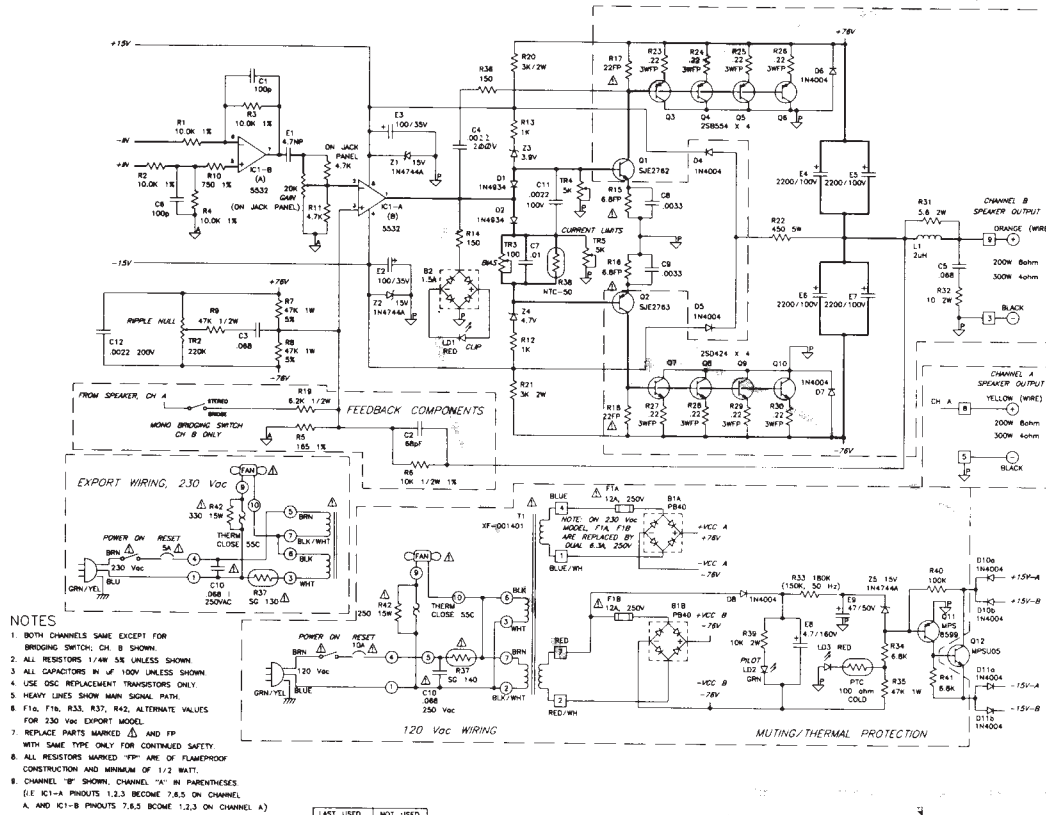 +15V
C1
100p
R3
10.0K 1%
R1
10.0K 1%
-IN
+IN
R2
10.0K 1%
R10
750 1%
C6
100p
R4
10.0K 1%
IC1-B
(A)
5532
E1
4.7NP
ON JACK
PANEL
4.7K
20K
GAIN
(ON JACK PANEL)
R11
4.7K
IC1-A
(B)
5532
E3
100/35V
Z1 15V
1N4744A
-15V
E2
100/35V
Z2 15V
1N4744A
R36
150
C4
.0022
200V
R14
150
B2
1.5A
LD1
RED
CLIP
R20
3K/2W
R13
1K
Z3
3.9V
D1
1N4934
D2
1N4934
TR3
100
BIAS
C7
.01
R38
NTC-50
C11
.0022
100V
TR4
5K
CURRENT LIMITS
TR5
5K
Z4
4.7V
R12
1K
R21
3K 2W
R17
22FP
R23
.22
3WFP
R24
.22
3WFP
R25
.22
3WFP
R26
.22
3WFP
D6
1N4004
Q3
Q4
Q5
Q6
2SB554 X 4
+76V
Q1
SJE2762
R15
6.8FP
C8
.0033
D4
1N4004
R16
6.8FP
C9
.0033
Q2
SJE2763
D5
1N4004
R22
450 5W
E4
2200/100V
E5
2200/100V
E6
2200/100V
E7
2200/100V
2SD424 X 4
Q7
Q8
Q9
Q10
R18
22FP
R27
.22
3WFP
R28
.22
3WFP
R29
.22
3WFP
R30
.22
3WFP
1N4004
D7
-76V
R31
5.6 2W
L1
2uH
C5
.068
R32
10 2W
CHANNEL B
SPEAKER OUTPUT
9
ORANGE (WIRE)
200W 8ohm
300W 4ohm
BLACK
3
CHANNEL A
SPEAKER OUTPUT
CH A
8
YELLOW (WIRE)
200W 8ohm
300W 4ohm
5
BLACK
+76V
R7
47K 1W
5%
RIPPLE NULL
R9
47K 1/2W
C3
.068
TR2
220K
C12
.0022 200V
R8
47K 1W
5%
-76V
FROM SPEAKER, CH A
STEREO
BRIDGE
MONO BRIDGING SWITCH
CH B ONLY
R19
6.2K 1/2W
R5
165 1%
FEEDBACK COMPONENTS
C2
68pF
R6
10K 1/2W 1%
EXPORT WIRING, 230 Vac
FAN
R42
330 15W
THERM
CLOSE 55C
BRN
BLK/WHT
BLK
WHT
POWER ON
RESET
5A
BRN
230 Vac
BLU
GRN/YEL
C10
.068
250VAC
R37
SG 130
T1
XF-001401
FAN
250
R42
15W
THERM
CLOSE 55C
BLK
WHT
BRN
BLK/WHT
POWER ON
RESET
10A
120 Vac
BLUE
GRN/YEL
R37
SG 140
C10
.068
250 Vac
120 Vac WIRING
BLUE
4
F1A
12A, 250V
NOTE: ON 230 Vac
MODEL, F1A, F1B
ARE REPLACED BY
DUAL 6.3A, 250V
1
BLUE/WH
B1A
PB40
+VCC A
+76V
-VCC A
-76V
RED
7
F1B
12A, 250V
B1B
PB40
+VCC B
-76V
-VCC B
-76V
2
RED/WH
D8
1N4004
R33 180K
(150K, 50 Hz)
Z5 15V
1N4744A
R39
10K 2W
PILOT
LD2
GRN
E8
4.7/160V
E9
47/50V
LD3 RED
PTC
100 ohm
COLD
R34
6.8K
R35
47K 1W
R40
100K
Q11
MPS
8599
Q12
MPSU05
R41
6.8K
D10a
1N4004
+15V-A
+15V-B
D10b
1N4004
D11a
1N4004
-15V-A
-15V-B
D11b
1N4004
MUTING/THERMAL PROTECTION
NOTES
1. BOTH CHANNELS SAME EXCEPT FOR
BRIDGING SWITCH; CH. B SHOWN.
2. ALL RESISTORS 1/4W 5% UNLESS SHOWN.
3. ALL CAPACITORS IN uF 100V UNLESS SHOWN.
4. USE QSC REPLACEMENT TRANSISTORS ONLY.
5. HEAVY LINES SHOW MAIN SIGNAL PATH.
6. F1a, F1b, R33, R37, R42, ALTERNATE VALUES
FOR 230 Vac EXPORT MODEL.
7. REPLACE PARTS MARKED ⚠ AND FP
WITH SAME TYPE ONLY FOR CONTINUED SAFETY.
8. ALL RESISTORS MARKED "FP" ARE OF FLAMEPROOF
CONSTRUCTION AND MINIMUM OF 1/2 WATT.
9. CHANNEL "B" SHOWN, CHANNEL "A" IN PARENTHESES
(I.E IC1-A PINOUTS 1,2,3 BECOME 7,6,5 ON CHANNEL
A, AND IC1-B PINOUTS 7,6,5 BCOME 1,2,3 ON CHANNEL A)
LAST USED NOT USED